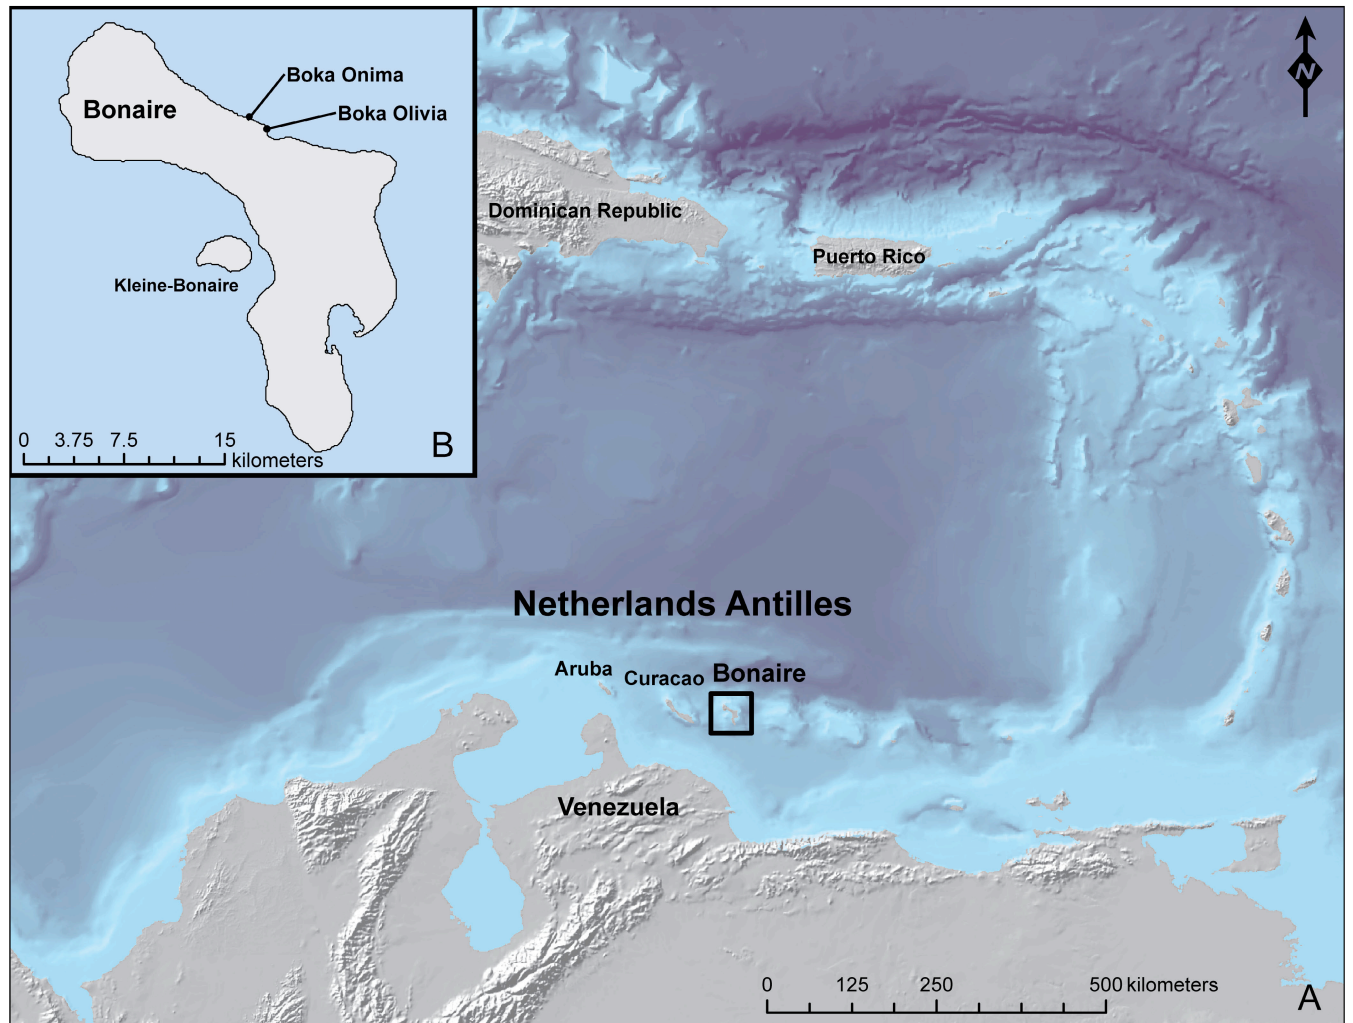 Boka Onima
Bonaire
Boka Olivia
Kleine-Bonaire
0 3.75 7.5 15
kilometers
B
N
Dominican Republic
Puerto Rico
Netherlands Antilles
Aruba
Curacao
Bonaire
Venezuela
0 125 250 500 kilometers
A